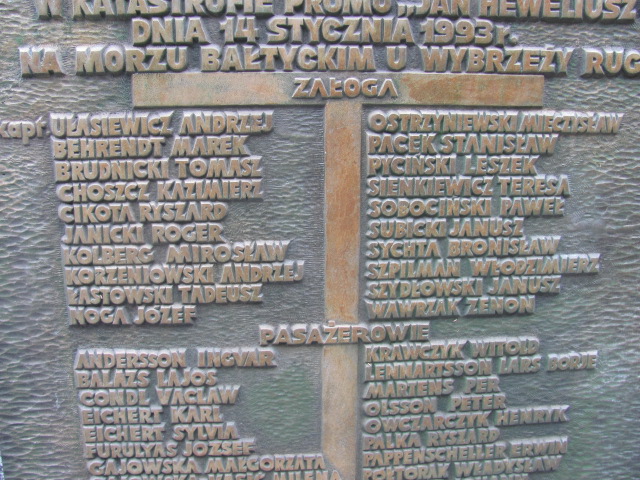 W KATASTROFIE PROMU „JAN HEWELIUSZ
DNIA 14 STYCZNIA 1993 r.
NA MORZU BAŁTYCKIM U WYBRZEŻY RUG
ZAŁOGA
kapt. UŁASIEWICZ ANDRZEJ
BEHRENDT MAREK
BRUDNICKI TOMASZ
CHOSZCZ KAZIMIERZ
CIKOTA RYSZARD
JANICKI ROGER
KOLBERG MIROSŁAW
KORZENIOWSKI ANDRZEJ
ŁASTOWSKI TADEUSZ
NOGA JÓZEF
OSTRZYNIEWSKI MIECZYSŁAW
PACEK STANISŁAW
PYCIŃSKI LESZEK
SIENKIEWICZ TERESA
SOBOCIŃSKI PAWEŁ
SUBICKI JANUSZ
SYCHTA BRONISŁAW
SZPILMAN WŁODZIMIERZ
SZYDŁOWSKI JANUSZ
WAWRZAK ZENON
PASAŻEROWIE
ANDERSSON INGVAR
BALAZS LAJOS
CONDL VACLAW
EICHERT KARL
EICHERT SYLVIA
FURULYAS JOZSEF
GAJOWSKA MAŁGORZATA
KRAWCZYK WITOLD
LENNARTSSON LARS BÖRJE
MARTENS PER
OLSSON PETER
OWCZARCZYK HENRYK
PALKA RYSZARD
PAPPENSCHELLER ERWIN
PÓŁTORAK WŁADYSŁAW